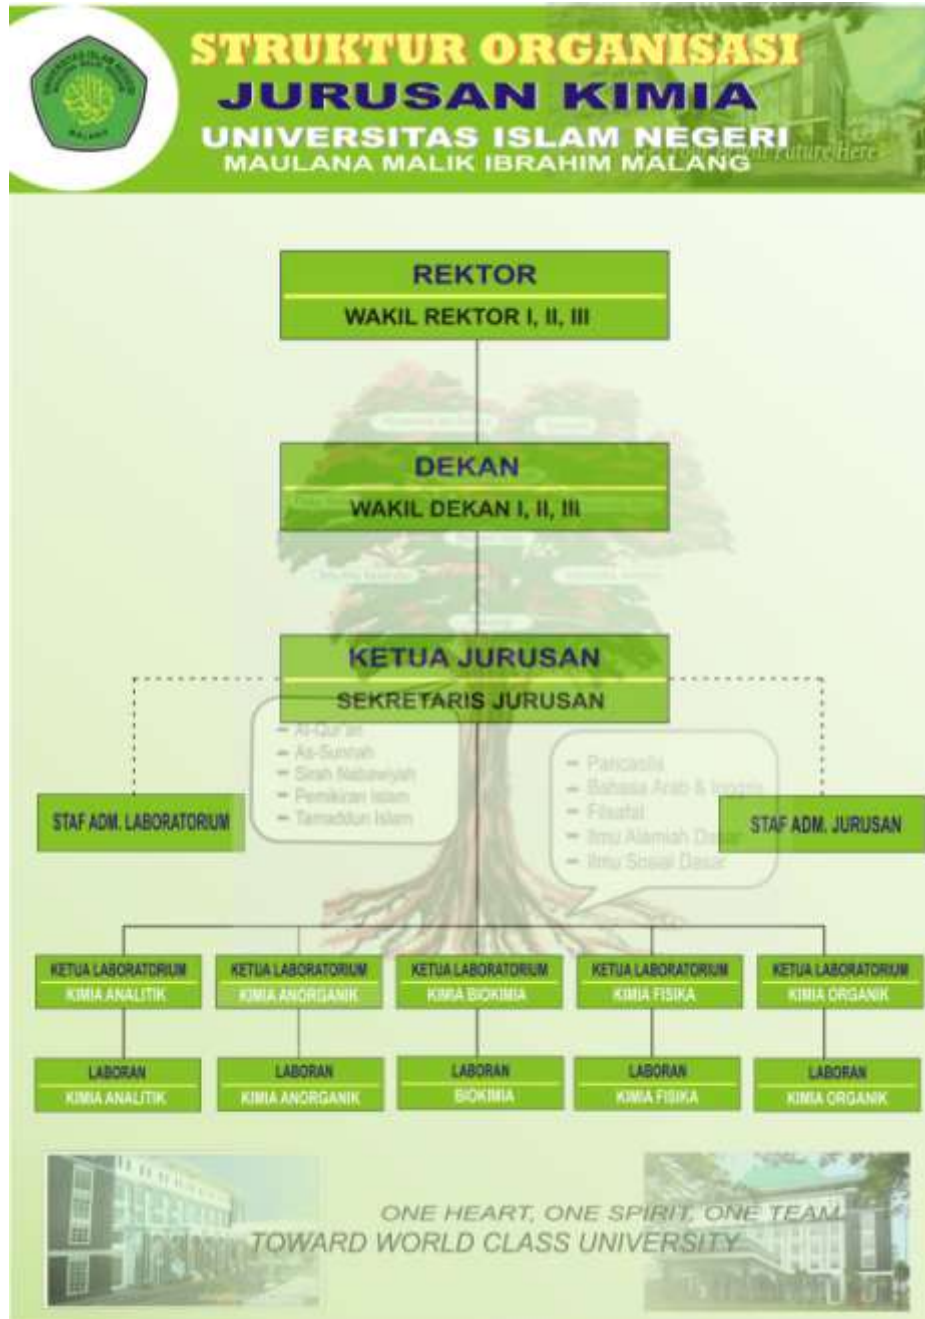 STRUKTUR ORGANISASI
JURUSAN KIMIA
UNIVERSITAS ISLAM NEGERI
MAULANA MALIK IBRAHIM MALANG
Future Here
MALANG
REKTOR
WAKIL REKTOR I, II, III
DEKAN
WAKIL DEKAN I, II, III
KETUA JURUSAN
SEKRETARIS JURUSAN
- Al-Qur'an
- As-Sunnah
- Sirah Nabawiyah
- Pemikiran Islam
- Tamaddun Islam
- Pancasila
- Bahasa Arab & Inggris
- Filsafat
- Ilmu Alamiah Dasar
- Ilmu Sosial Dasar
STAF ADM. LABORATORIUM
STAF ADM. JURUSAN
KETUA LABORATORIUM
KIMIA ANALITIK
KETUA LABORATORIUM
KIMIA ANORGANIK
KETUA LABORATORIUM
KIMIA BIOKIMIA
KETUA LABORATORIUM
KIMIA FISIKA
KETUA LABORATORIUM
KIMIA ORGANIK
LABORAN
KIMIA ANALITIK
LABORAN
KIMIA ANORGANIK
LABORAN
BIOKIMIA
LABORAN
KIMIA FISIKA
LABORAN
KIMIA ORGANIK
ONE HEART, ONE SPIRIT, ONE TEAM
TOWARD WORLD CLASS UNIVERSITY